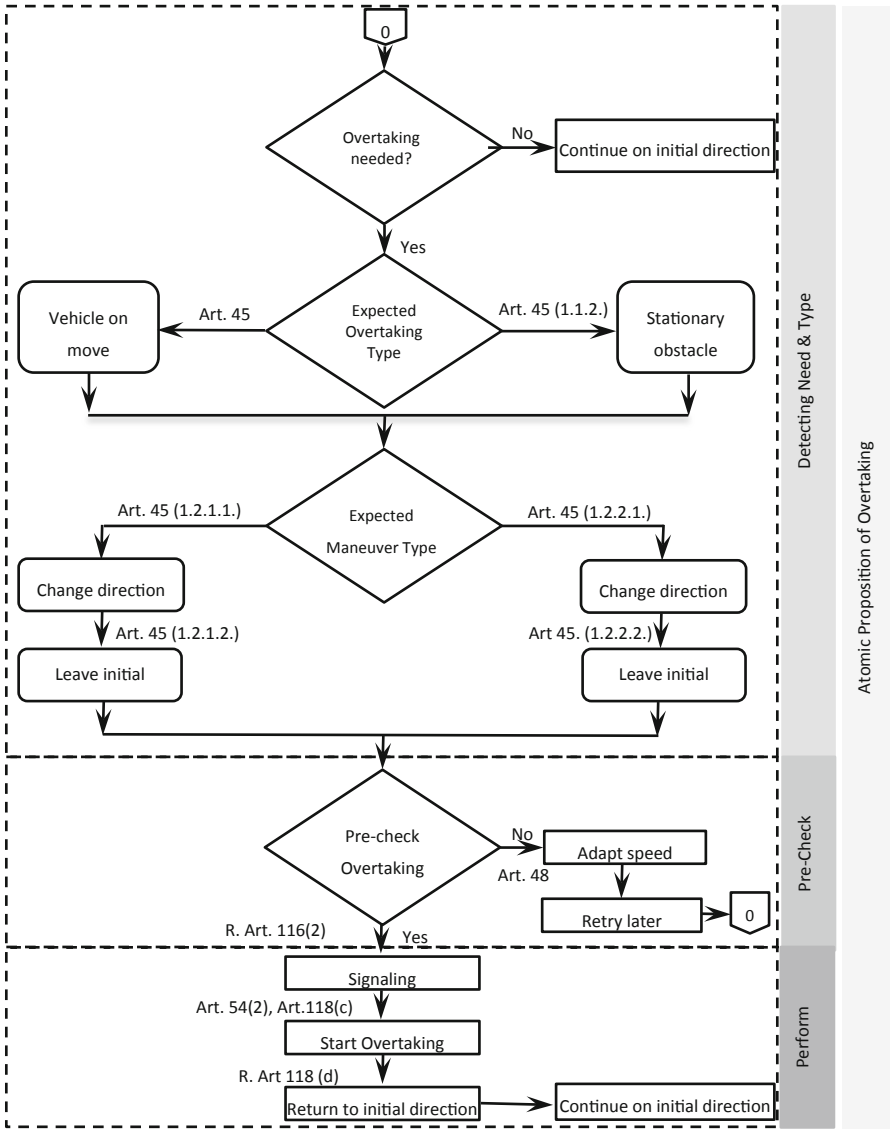 0
Overtaking
needed?
No
Continue on initial direction
Yes
Vehicle on
move
Art. 45
Expected
Overtaking
Type
Art. 45 (1.1.2.)
Stationary
obstacle
Detecting Need & Type
Art. 45 (1.2.1.1.)
Expected
Maneuver Type
Art. 45 (1.2.2.1.)
Change direction
Change direction
Art. 45 (1.2.1.2.)
Art 45. (1.2.2.2.)
Leave initial
Leave initial
Atomic Proposition of Overtaking
Pre-check
Overtaking
No
Art. 48
Adapt speed
Retry later
0
Pre-Check
R. Art. 116(2)
Yes
Signaling
Art. 54(2), Art.118(c)
Start Overtaking
R. Art 118 (d)
Return to initial direction
Continue on initial direction
Perform